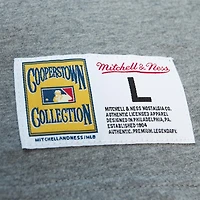 COOPERSTOWN
COLLECTION
MITCHELLANDNESS/MLB
Mitchell & Ness
L
MITCHELL & NESS NOSTALGIA CO.
AUTHENTIC LICENSED APPAREL
DESIGNED IN PHILADELPHIA, PA.
ESTABLISHED 1904
AUTHENTIC. PREMIUM. LEGENDARY.